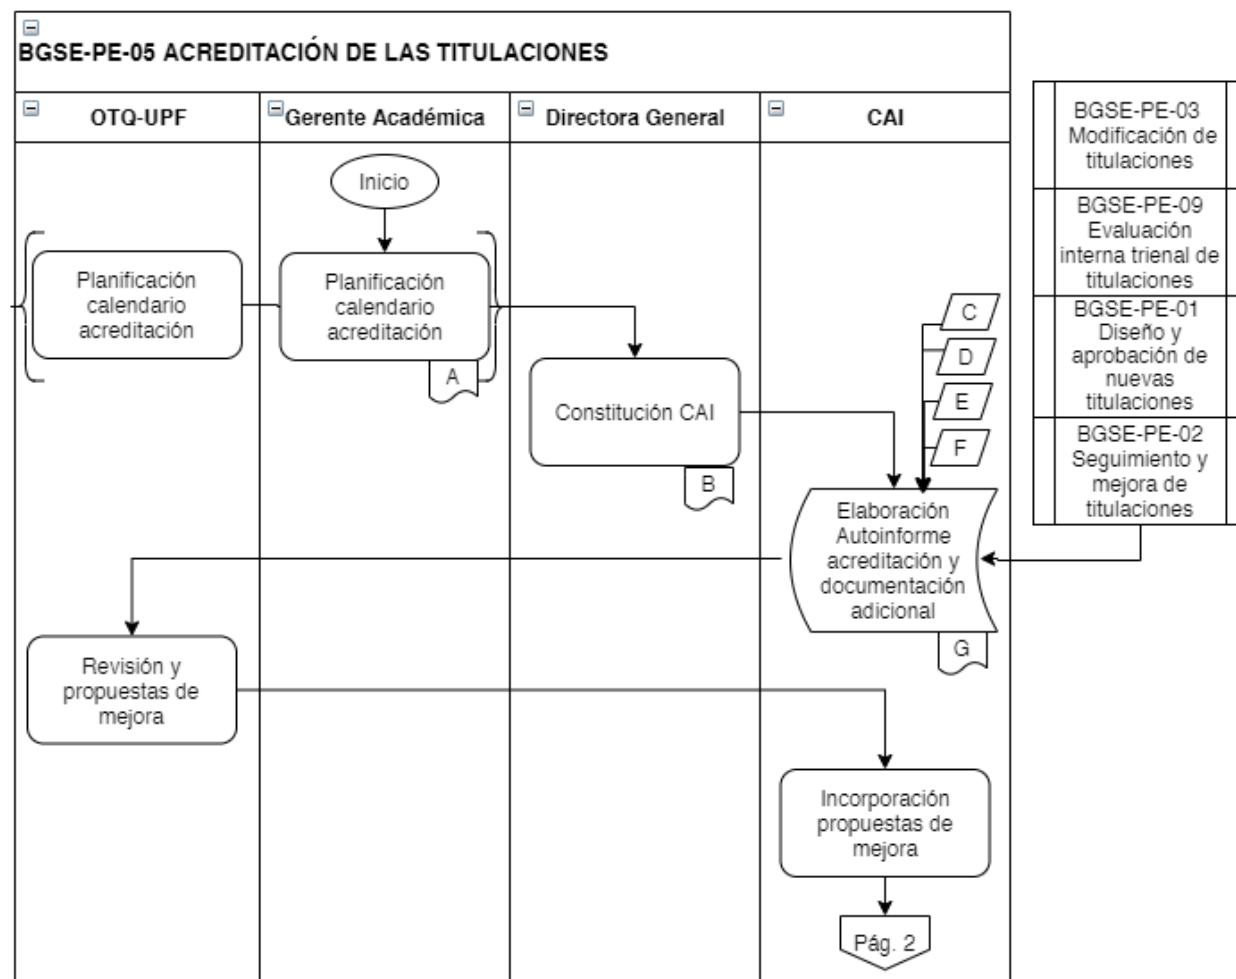 BGSE-PE-05 ACREDITACIÓN DE LAS TITULACIONES
OTQ-UPF
Gerente Académica
Directora General
CAI
Inicio
Planificación
calendario
acreditación
Planificación
calendario
acreditación
A
Constitución CAI
B
C
D
E
F
Elaboración
Autoinforme
acreditación y
documentación
adicional
G
BGSE-PE-03
Modificación de
titulaciones
BGSE-PE-09
Evaluación
interna trienal de
titulaciones
BGSE-PE-01
Diseño y
aprobación de
nuevas
titulaciones
BGSE-PE-02
Seguimiento y
mejora de
titulaciones
Revisión y
propuestas de
mejora
Incorporación
propuestas de
mejora
Pág. 2